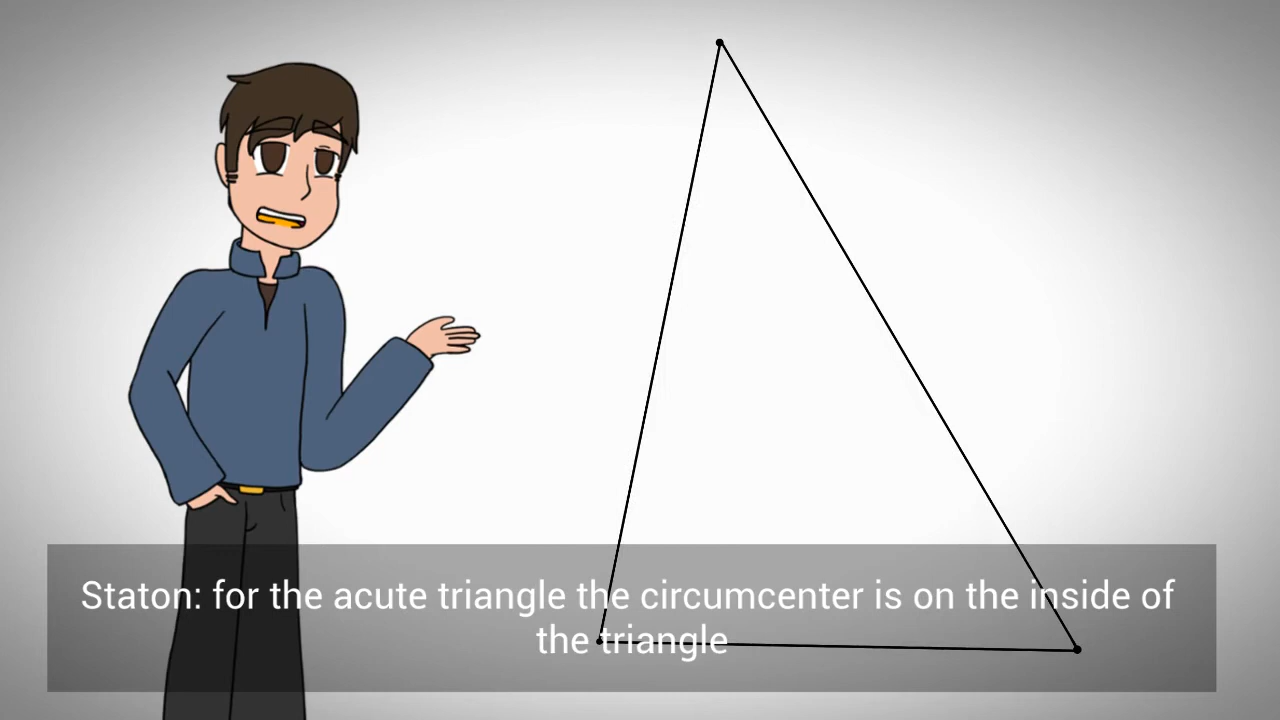 Staton: for the acute triangle the circumcenter is on the inside of
the triangle